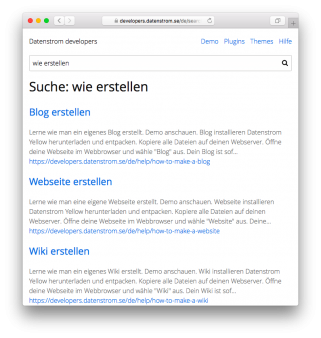 developers.datenstrom.se/de/sear
Datenstrom developers
Demo Plugins Themes Hilfe
wie erstellen
Suche: wie erstellen
Blog erstellen
Lerne wie man ein eigenes Blog erstellt. Demo anschauen. Blog installieren Datenstrom
Yellow herunterladen und entpacken. Kopiere alle Dateien auf deinen Webserver. Öffne
deine Webseite im Webbrowser und wähle "Blog" aus. Dein Blog ist sof...
https://developers.datenstrom.se/de/help/how-to-make-a-blog
Webseite erstellen
Lerne wie man eine eigene Webseite erstellt. Demo anschauen. Webseite installieren
Datenstrom Yellow herunterladen und entpacken. Kopiere alle Dateien auf deinen
Webserver. Öffne deine Webseite im Webbrowser und wähle "Website" aus. Deine...
https://developers.datenstrom.se/de/help/how-to-make-a-website
Wiki erstellen
Lerne wie man ein eigenes Wiki erstellt. Demo anschauen. Wiki installieren Datenstrom
Yellow herunterladen und entpacken. Kopiere alle Dateien auf deinen Webserver. Öffne
deine Webseite im Webbrowser und wähle "Wiki" aus. Dein Wiki ist sof...
https://developers.datenstrom.se/de/help/how-to-make-a-wiki